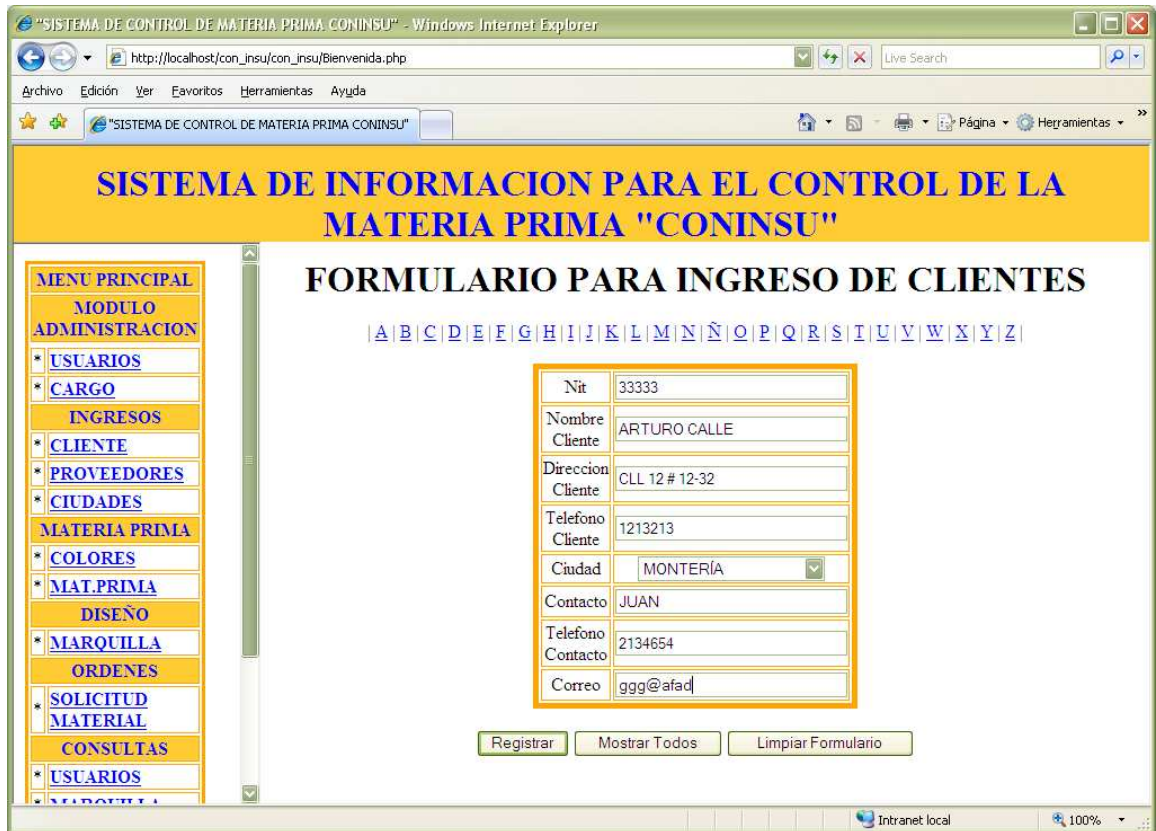 "SISTEMA DE CONTROL DE MATERIA PRIMA CONINSU" - Windows Internet Explorer
http://localhost/con_insu/con_insu/Bienvenida.php
Live Search
Archivo Edición Ver Favoritos Herramientas Ayuda
"SISTEMA DE CONTROL DE MATERIA PRIMA CONINSU"
Página Herramientas »
SISTEMA DE INFORMACION PARA EL CONTROL DE LA
MATERIA PRIMA "CONINSU"
MENU PRINCIPAL
MODULO
ADMINISTRACION
* USUARIOS
* CARGO
INGRESOS
* CLIENTE
* PROVEEDORES
* CIUDADES
MATERIA PRIMA
* COLORES
* MAT.PRIMA
DISEÑO
* MARQUILLA
ORDENES
* SOLICITUD
MATERIAL
CONSULTAS
* USUARIOS
* MARQUILLA
FORMULARIO PARA INGRESO DE CLIENTES
| A | B | C | D | E | F | G | H | I | J | K | L | M | N | Ñ | O | P | Q | R | S | T | U | V | W | X | Y | Z |
Nit 33333
Nombre
Cliente ARTURO CALLE
Direccion
Cliente CLL 12 # 12-32
Telefono
Cliente 1213213
Ciudad MONTERÍA
Contacto JUAN
Telefono
Contacto 2134654
Correo ggg@afad
Registrar Mostrar Todos Limpiar Formulario
Intranet local 100%